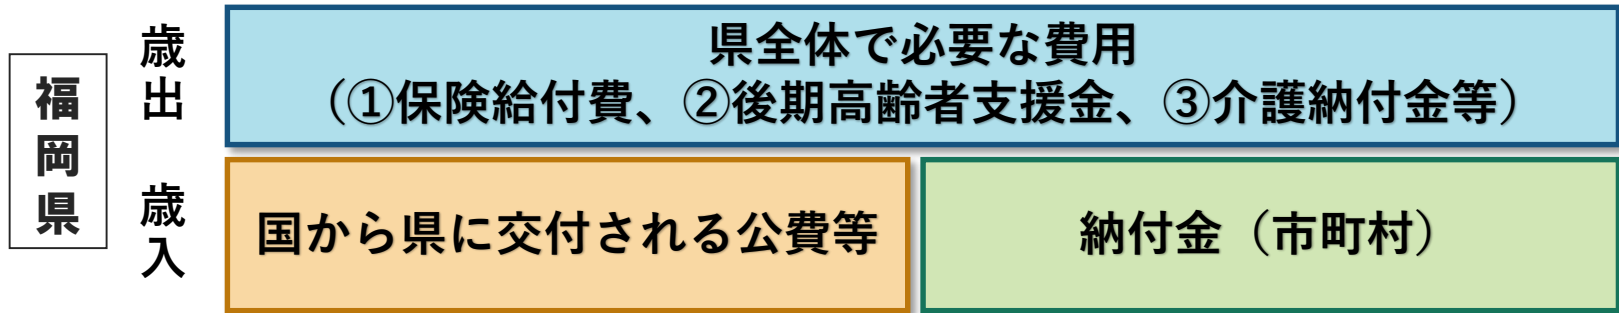 福岡県
歳出
県全体で必要な費用
（①保険給付費、②後期高齢者支援金、③介護納付金等）
歳入
国から県に交付される公費等
納付金（市町村）